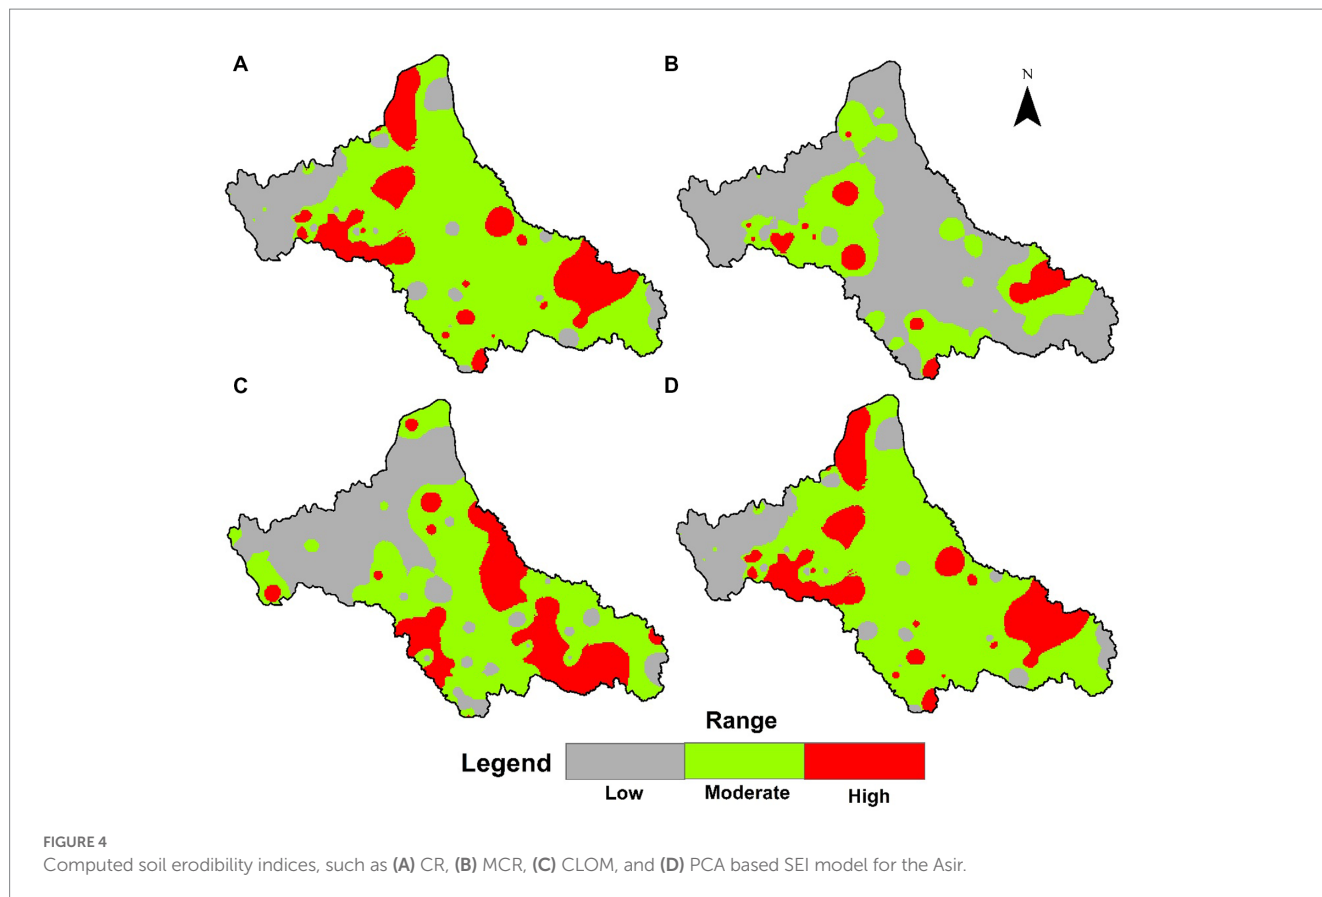 A
B
N
C
D
Range
Legend
Low
Moderate
High
FIGURE 4
Computed soil erodibility indices, such as (A) CR, (B) MCR, (C) CLOM, and (D) PCA based SEI model for the Asir.